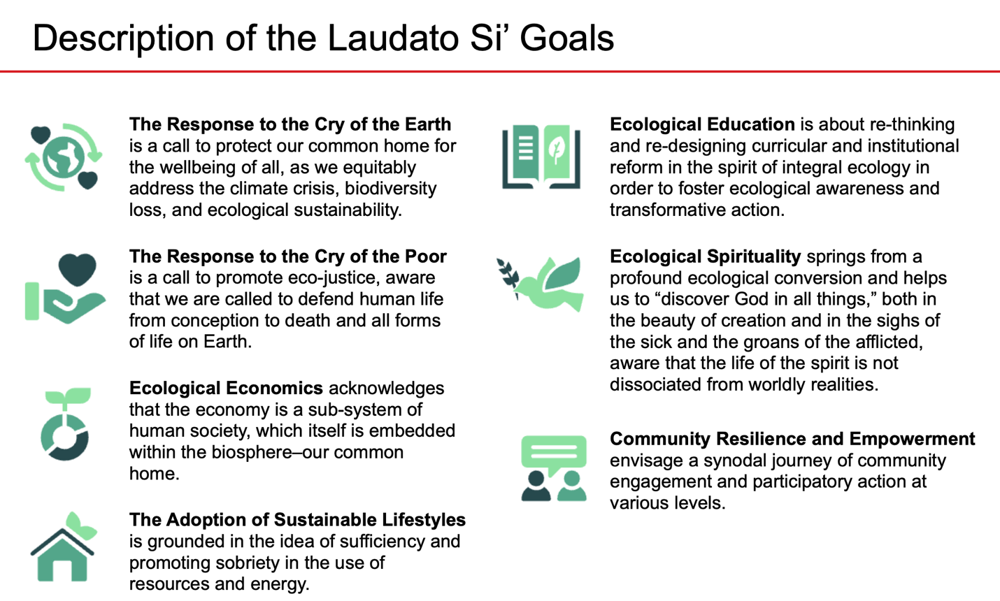 Description of the Laudato Si’ Goals
The Response to the Cry of the Earth
is a call to protect our common home for
the wellbeing of all, as we equitably
address the climate crisis, biodiversity
loss, and ecological sustainability.
The Response to the Cry of the Poor
is a call to promote eco-justice, aware
that we are called to defend human life
from conception to death and all forms
of life on Earth.
Ecological Economics acknowledges
that the economy is a sub-system of
human society, which itself is embedded
within the biosphere–our common
home.
The Adoption of Sustainable Lifestyles
is grounded in the idea of sufficiency and
promoting sobriety in the use of
resources and energy.
Ecological Education is about re-thinking
and re-designing curricular and institutional
reform in the spirit of integral ecology in
order to foster ecological awareness and
transformative action.
Ecological Spirituality springs from a
profound ecological conversion and helps
us to “discover God in all things,” both in
the beauty of creation and in the sighs of
the sick and the groans of the afflicted,
aware that the life of the spirit is not
dissociated from worldly realities.
Community Resilience and Empowerment
envisage a synodal journey of community
engagement and participatory action at
various levels.